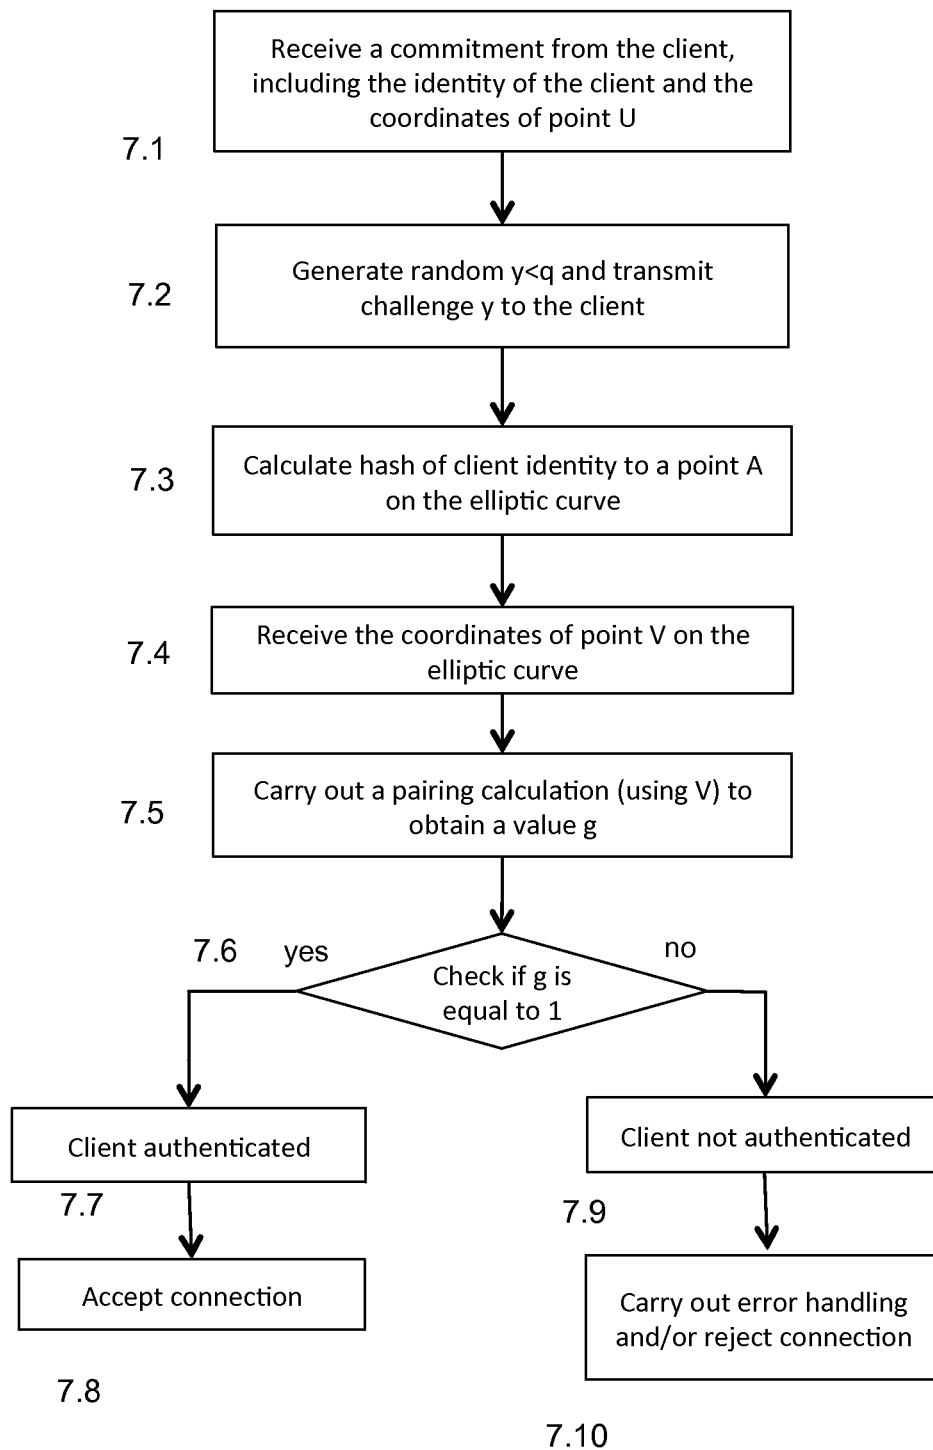 Receive a commitment from the client,
including the identity of the client and the
coordinates of point U
7.1
Generate random y<q and transmit
challenge y to the client
7.2
Calculate hash of client identity to a point A
on the elliptic curve
7.3
Receive the coordinates of point V on the
elliptic curve
7.4
Carry out a pairing calculation (using V) to
obtain a value g
7.5
7.6
yes
no
Check if g is
equal to 1
Client authenticated
7.7
Accept connection
7.8
Client not authenticated
7.9
Carry out error handling
and/or reject connection
7.10